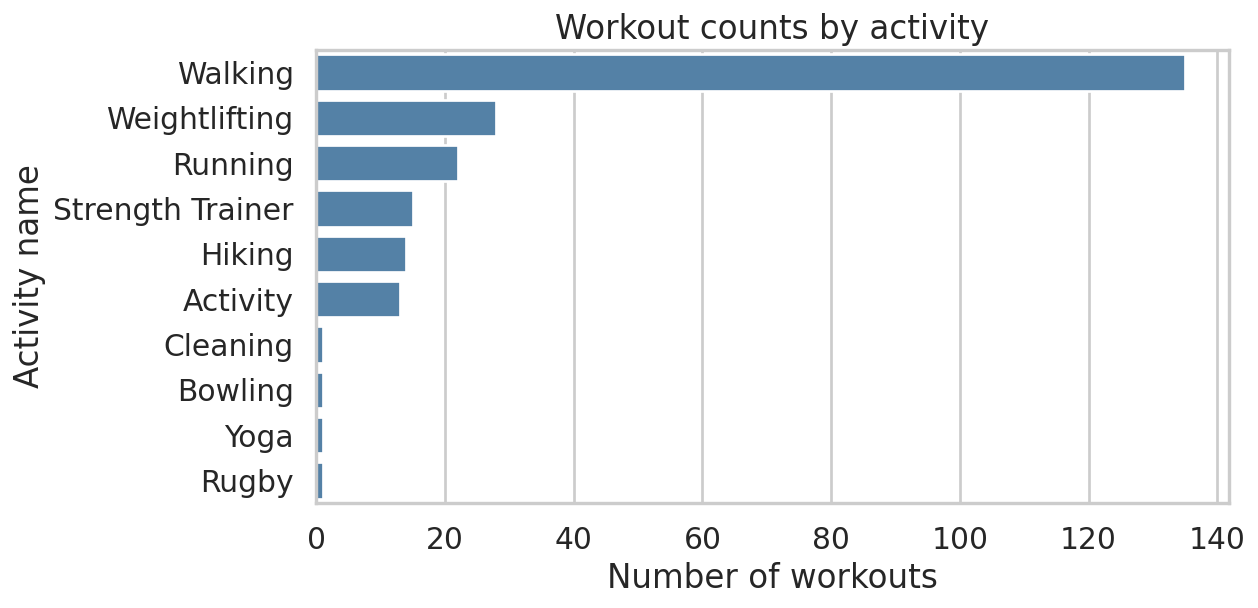 Workout counts by activity
Activity name
Walking
Weightlifting
Running
Strength Trainer
Hiking
Activity
Cleaning
Bowling
Yoga
Rugby
0 20 40 60 80 100 120 140
Number of workouts